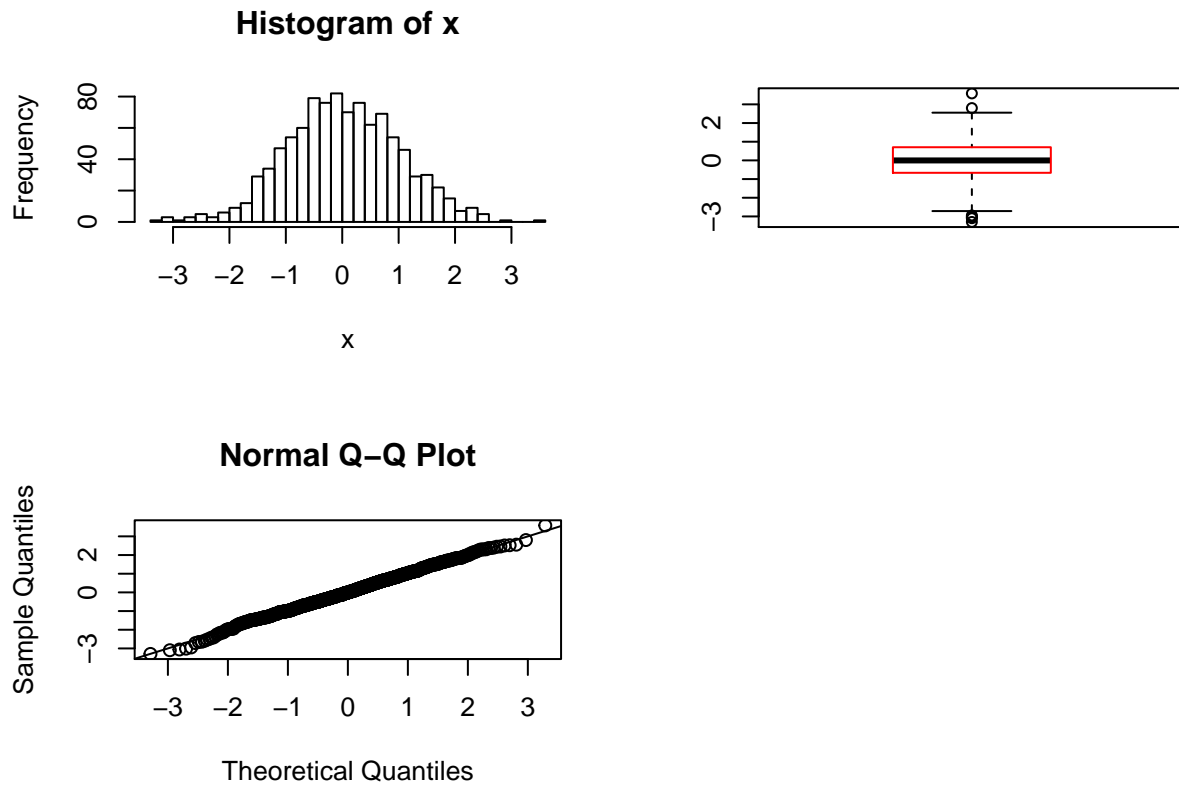 Histogram of x
Frequency
80
40
0
−3 −2 −1 0 1 2 3
x
2
0
−3
Normal Q−Q Plot
Sample Quantiles
2
0
−3
−3 −2 −1 0 1 2 3
Theoretical Quantiles